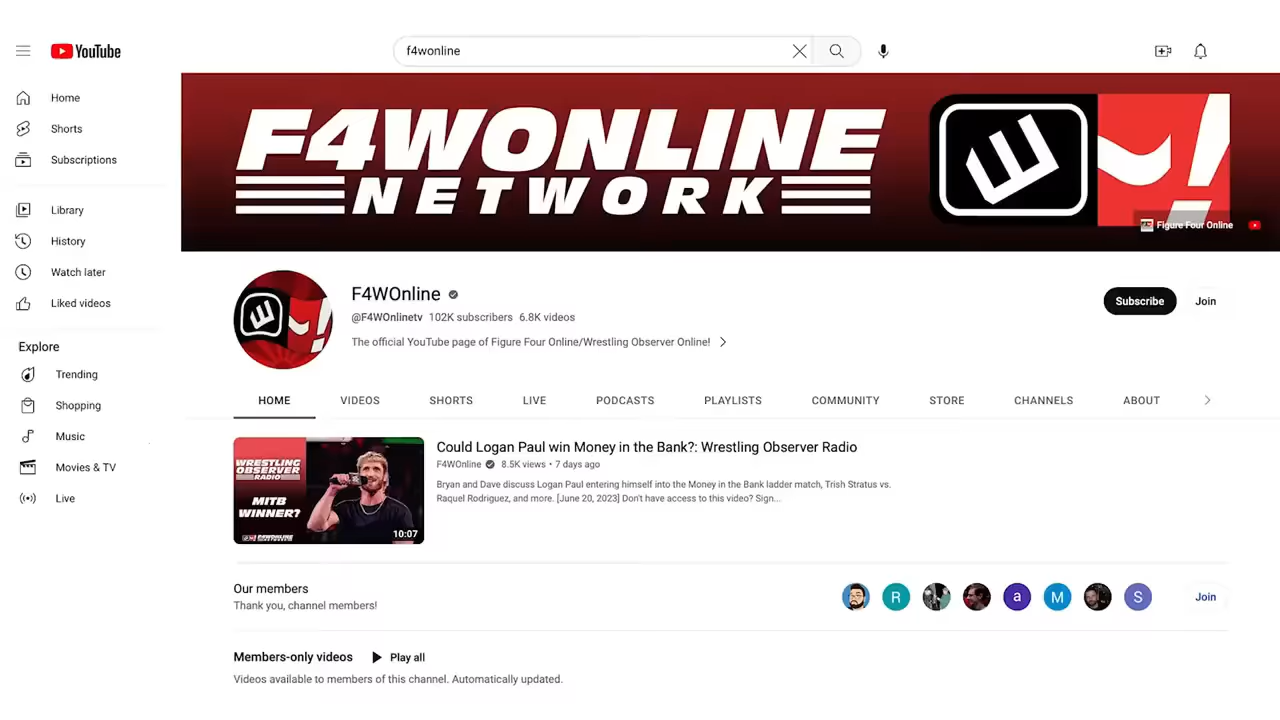 YouTube
f4wonline
Home
Shorts
Subscriptions
Library
History
Watch later
Liked videos
Explore
Trending
Shopping
Music
Movies & TV
Live
F4WONLINE
NETWORK
Figure Four Online
F4WOnline
@F4WOnlinetv 102K subscribers 6.8K videos
The official YouTube page of Figure Four Online/Wrestling Observer Online!
Subscribe
Join
HOME VIDEOS SHORTS LIVE PODCASTS PLAYLISTS COMMUNITY STORE CHANNELS ABOUT
WRESTLING
OBSERVER
RADIO
MITB
WINNER?
F4WONLINE
10:07
Could Logan Paul win Money in the Bank?: Wrestling Observer Radio
F4WOnline 8.5K views • 7 days ago
Bryan and Dave discuss Logan Paul entering himself into the Money in the Bank ladder match, Trish Stratus vs.
Raquel Rodriguez, and more. [June 20, 2023] Don't have access to this video? Sign...
Our members
Thank you, channel members!
R a M S
Join
Members-only videos Play all
Videos available to members of this channel. Automatically updated.